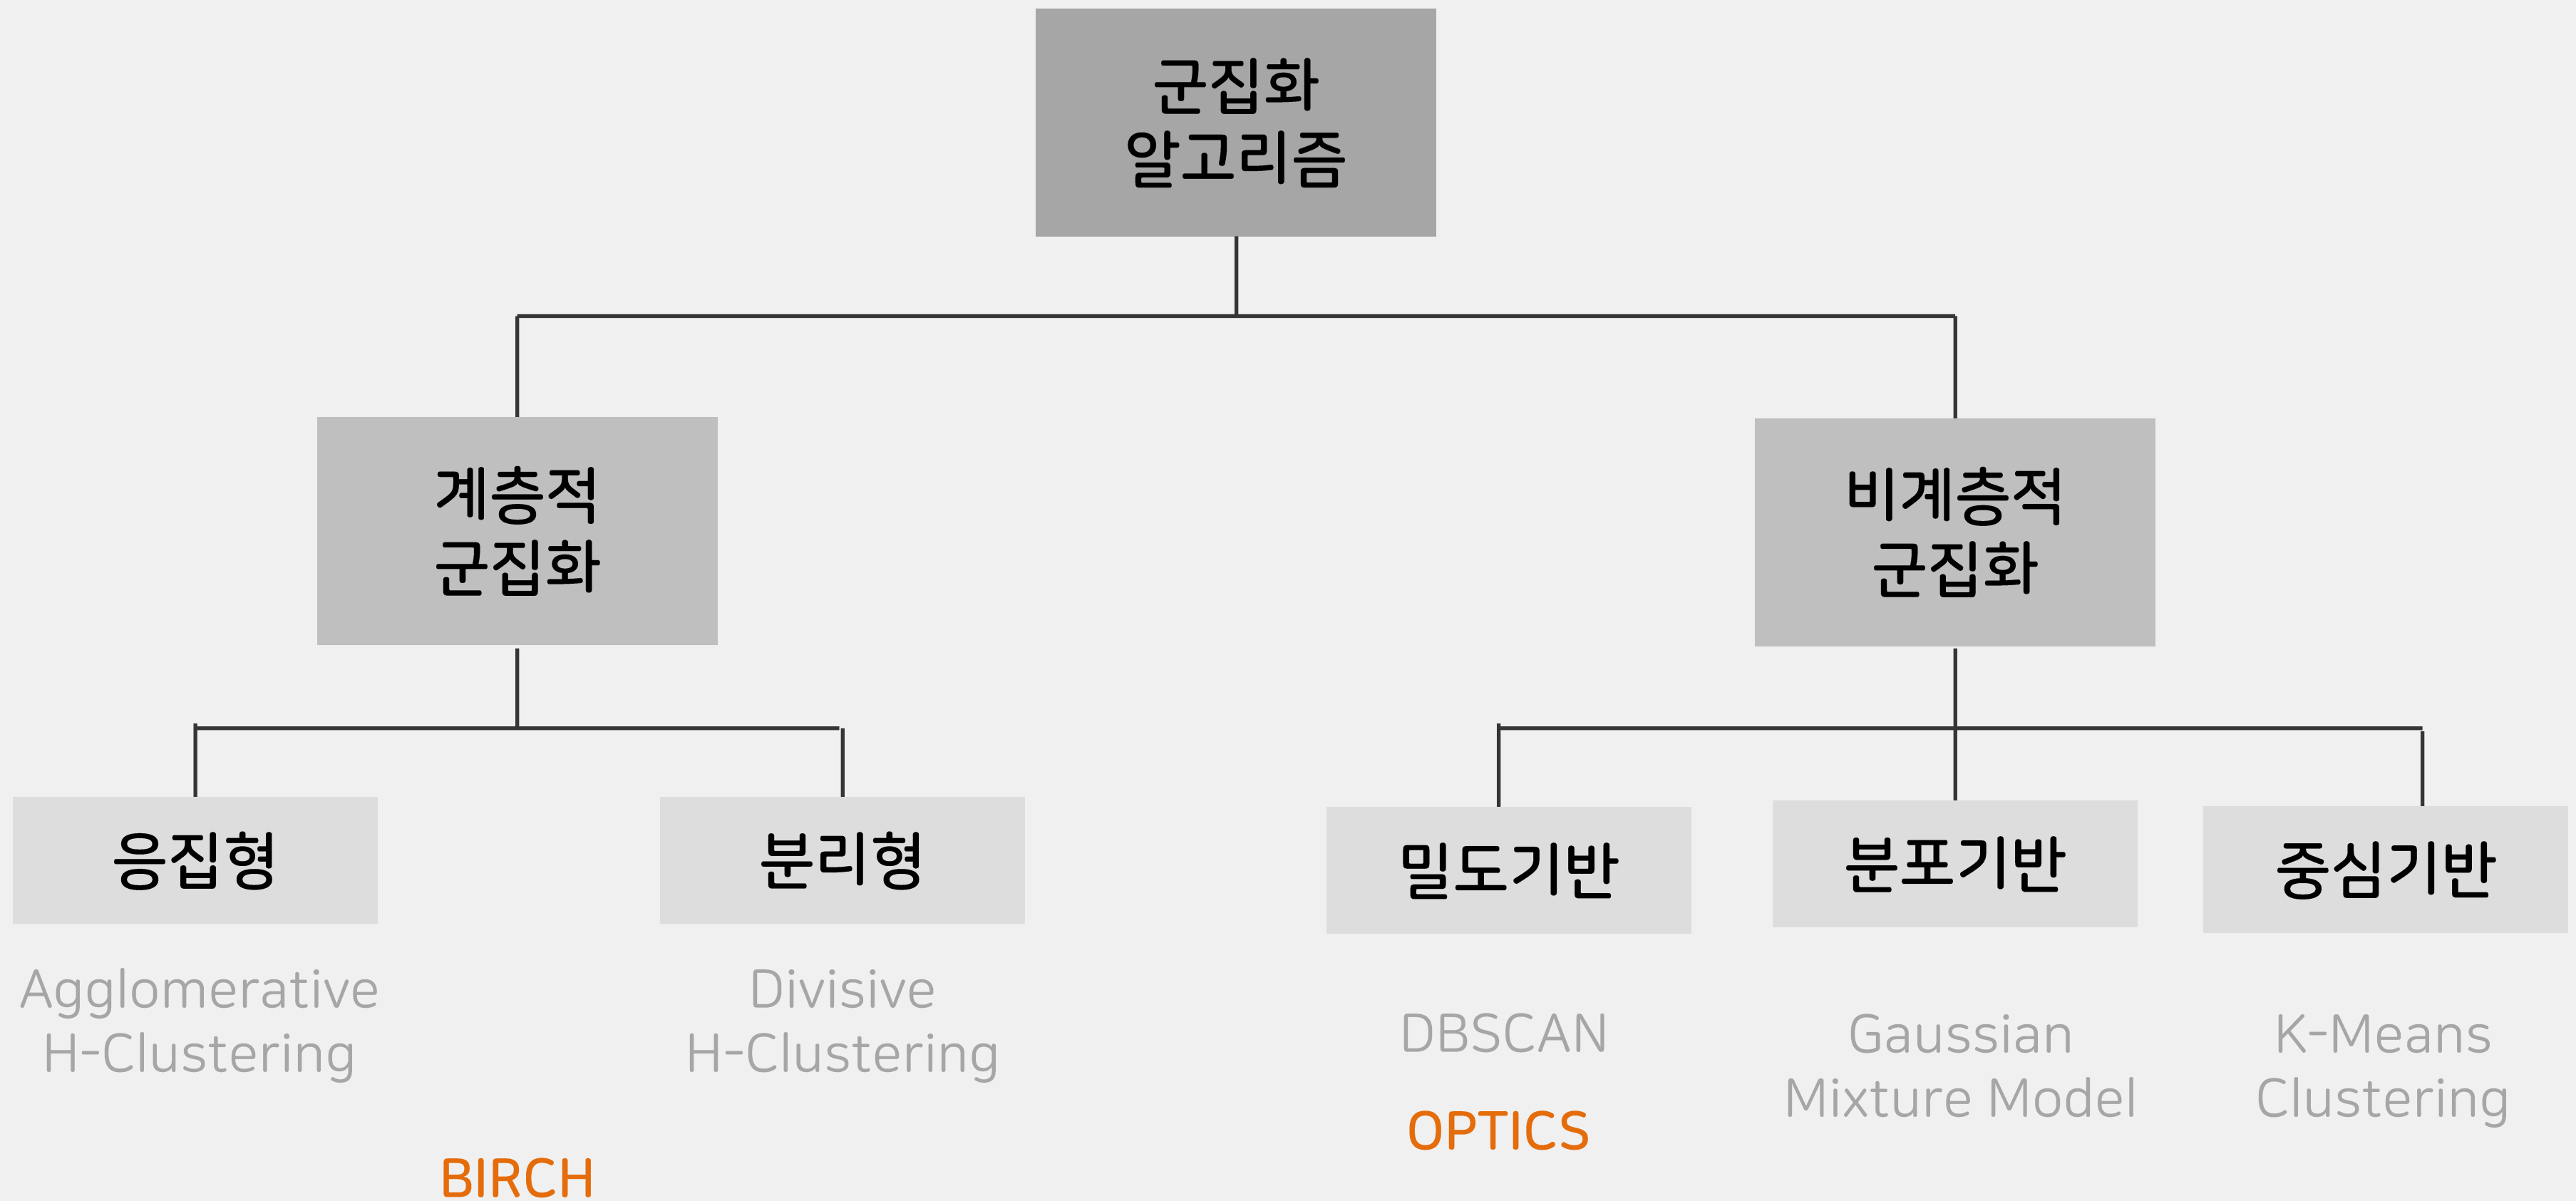 군집화
알고리즘
계층적
군집화
비계층적
군집화
응집형
분리형
밀도기반
분포기반
중심기반
Agglomerative
H-Clustering
Divisive
H-Clustering
DBSCAN
OPTICS
Gaussian
Mixture Model
K-Means
Clustering
BIRCH